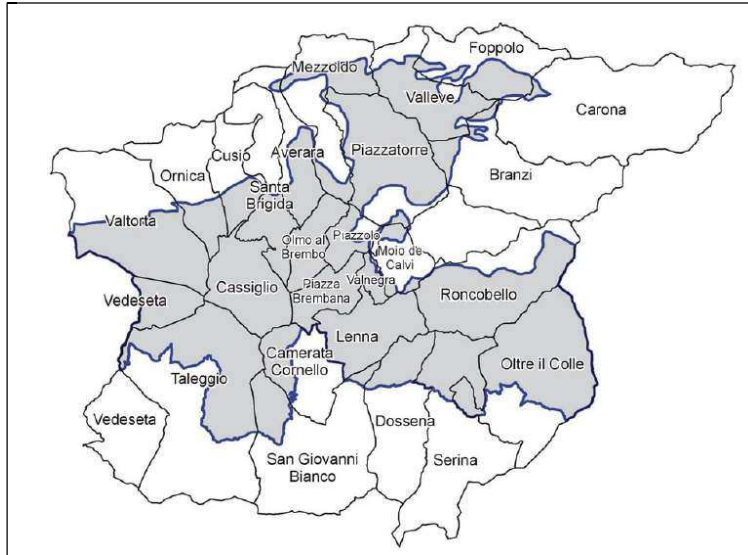 Foppolo
Mezzoldo
Valleve
Carona
Cusio
Averara
Piazzatorre
Ornica
Branzi
Santa
Brigida
Valtorta
Olmo al
Brembo
Piazzolo
Moio de'
Calvi
Valnegra
Cassiglio
Piazza
Brembana
Roncobello
Vedeseta
Lenna
Camerata
Cornello
Oltre il Colle
Taleggio
Vedeseta
Dossena
San Giovanni
Bianco
Serina